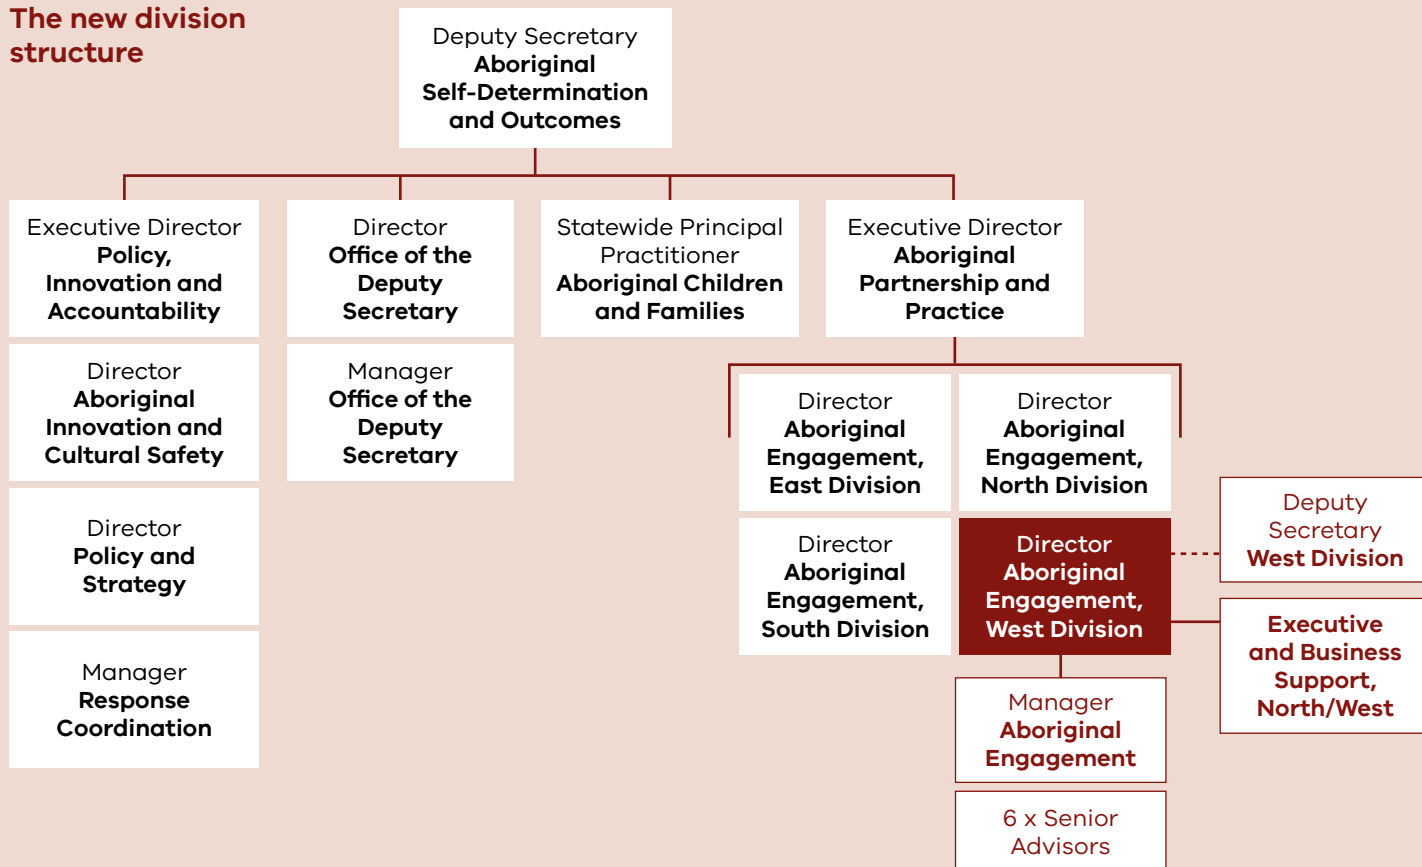 The new division
structure
Deputy Secretary
Aboriginal
Self-Determination
and Outcomes
Executive Director
Policy,
Innovation and
Accountability
Director
Aboriginal
Innovation and
Cultural Safety
Director
Policy and
Strategy
Manager
Response
Coordination
Director
Office of the
Deputy
Secretary
Manager
Office of the
Deputy
Secretary
Statewide Principal
Practitioner
Aboriginal Children
and Families
Executive Director
Aboriginal
Partnership and
Practice
Director
Aboriginal
Engagement,
East Division
Director
Aboriginal
Engagement,
North Division
Director
Aboriginal
Engagement,
South Division
Director
Aboriginal
Engagement,
West Division
Deputy
Secretary
West Division
Executive
and Business
Support,
North/West
Manager
Aboriginal
Engagement
6 x Senior
Advisors